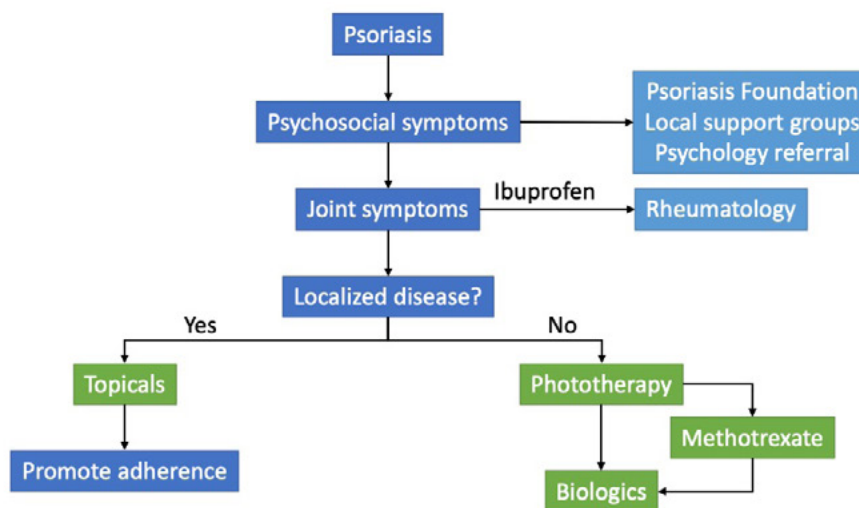 Psoriasis
Psychosocial symptoms
Psoriasis Foundation
Local support groups
Psychology referral
Joint symptoms
Ibuprofen
Rheumatology
Localized disease?
Yes
No
Topicals
Phototherapy
Promote adherence
Methotrexate
Biologics